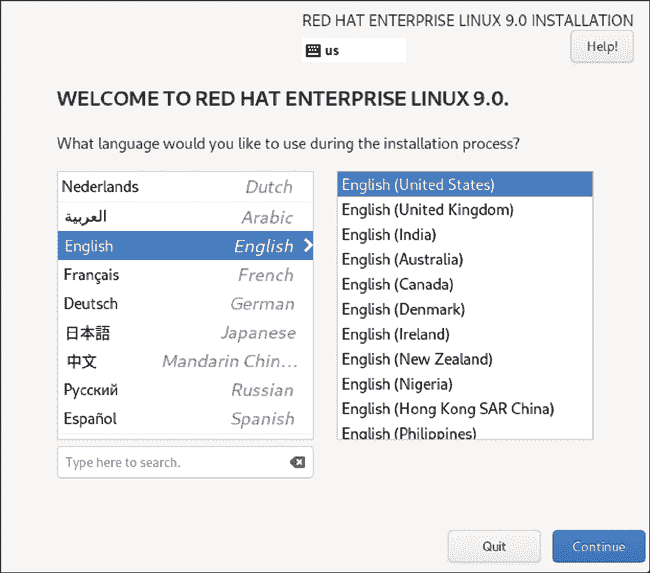 RED HAT ENTERPRISE LINUX 9.0 INSTALLATION
us
Help!
WELCOME TO RED HAT ENTERPRISE LINUX 9.0.
What language would you like to use during the installation process?
Nederlands Dutch
العربية Arabic
English English
Français French
Deutsch German
日本語 Japanese
中文 Mandarin Chin...
Русский Russian
Español Spanish
Type here to search.
English (United States)
English (United Kingdom)
English (India)
English (Australia)
English (Canada)
English (Denmark)
English (Ireland)
English (New Zealand)
English (Nigeria)
English (Hong Kong SAR China)
English (Philippines)
Quit
Continue